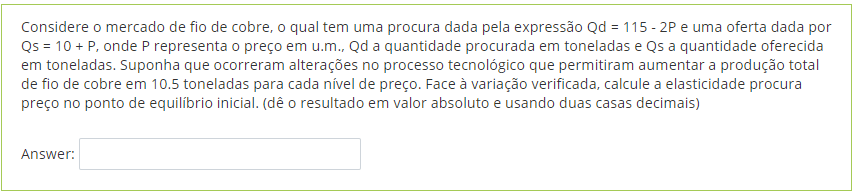 Considere o mercado de fio de cobre, o qual tem uma procura dada pela expressão Qd = 115 - 2P e uma oferta dada por
Qs = 10 + P, onde P representa o preço em u.m., Qd a quantidade procurada em toneladas e Qs a quantidade oferecida
em toneladas. Suponha que ocorreram alterações no processo tecnológico que permitiram aumentar a produção total
de fio de cobre em 10.5 toneladas para cada nível de preço. Face à variação verificada, calcule a elasticidade procura
preço no ponto de equilíbrio inicial. (dê o resultado em valor absoluto e usando duas casas decimais)
Answer: